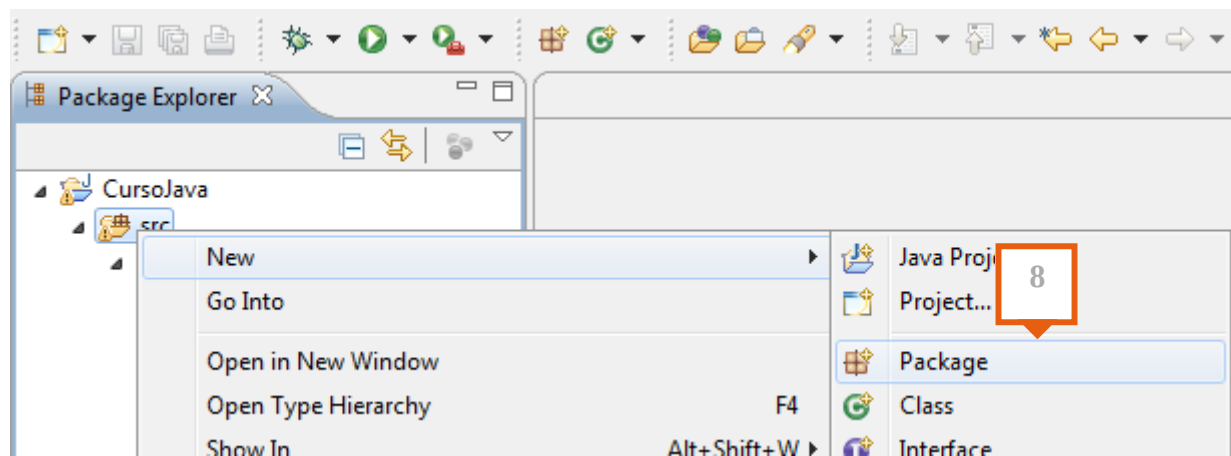 Package Explorer
CursoJava
src
New
Java Proj
8
Go Into
Project...
Open in New Window
Package
Open Type Hierarchy F4
Class
Show In Alt+Shift+W
Interface